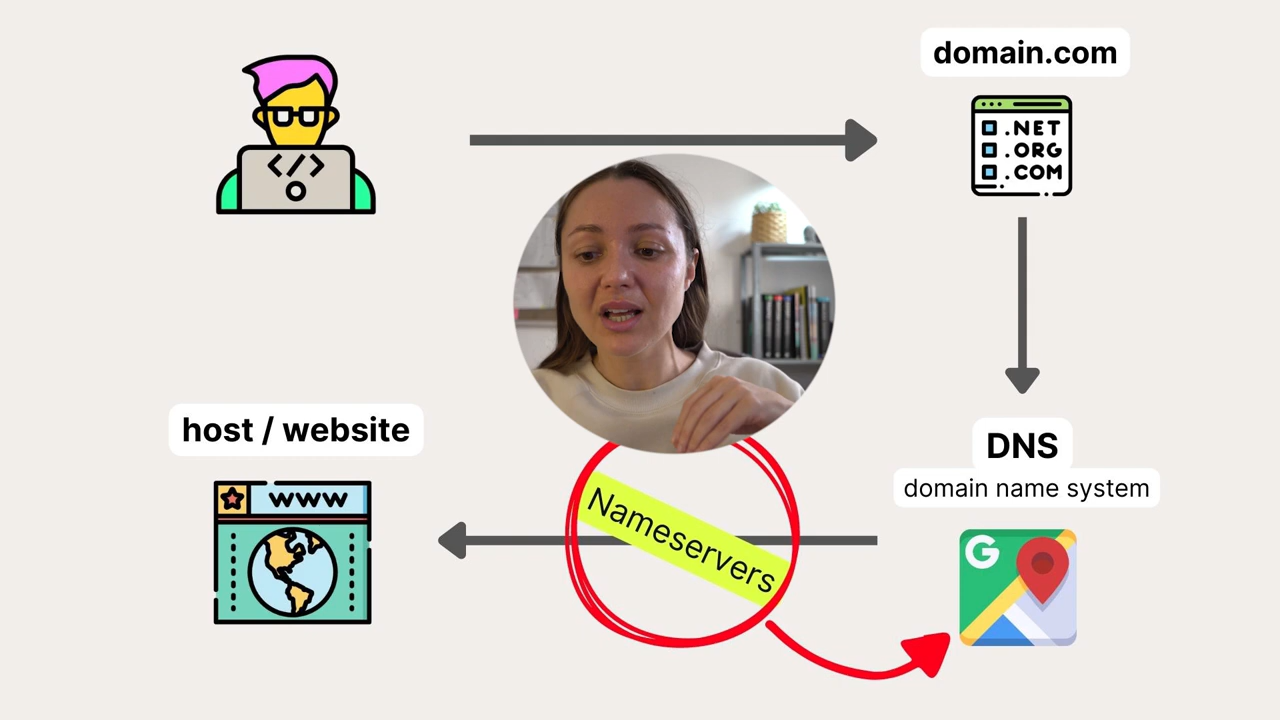 domain.com
.NET
.ORG
.COM
</>
host / website
www
DNS
domain name system
Nameservers
G